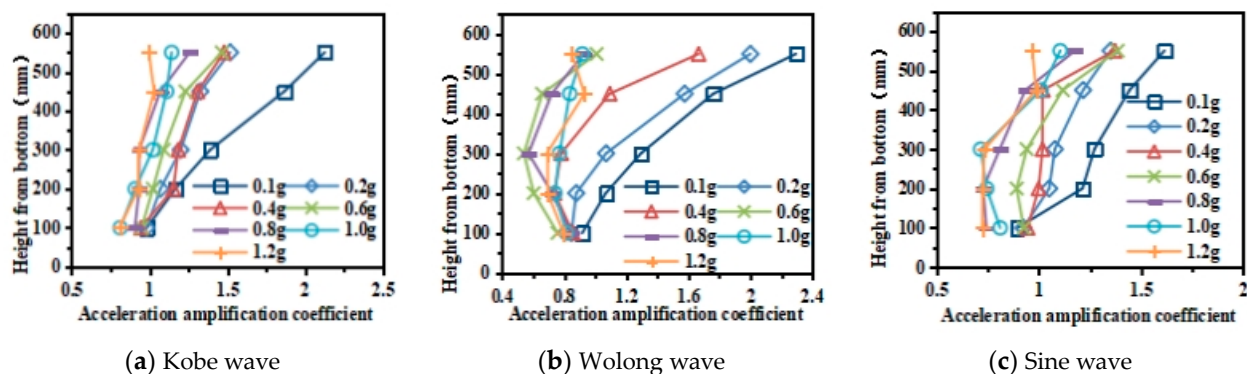 600
500
400
300
200
100
0
Height from bottom (mm)
0.1g
0.2g
0.4g
0.6g
0.8g
1.0g
1.2g
0.5
1
1.5
2
2.5
Acceleration amplification coefficient
(a) Kobe wave
600
500
400
300
200
100
0
Height from bottom (mm)
0.1g
0.2g
0.4g
0.6g
0.8g
1.0g
1.2g
0.4
0.8
1.2
1.6
2
2.4
Acceleration amplification coefficient
(b) Wolong wave
600
500
400
300
200
100
0
Height from bottom (mm)
0.1g
0.2g
0.4g
0.6g
0.8g
1.0g
1.2g
0.5
1
1.5
2
Acceleration amplification coefficient
(c) Sine wave